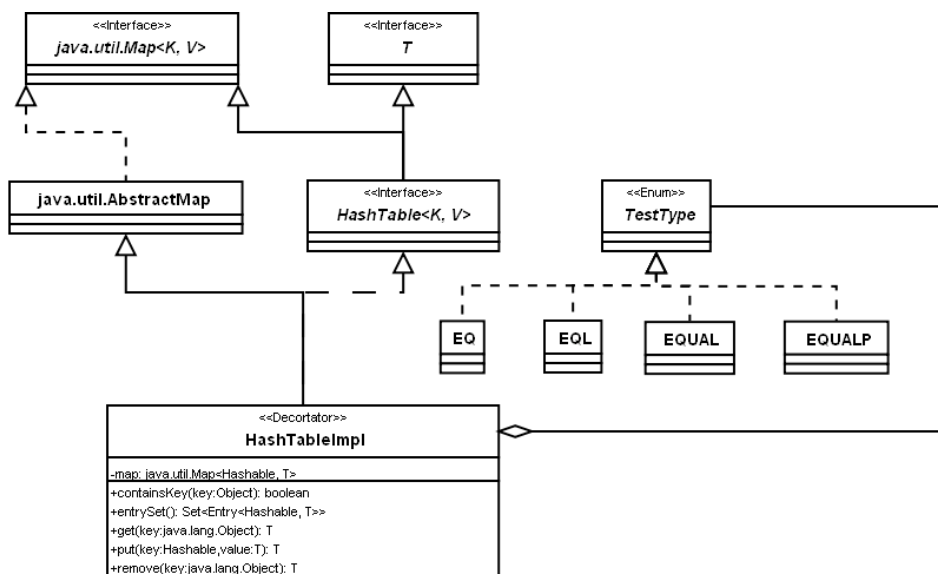 <<Interface>>
java.util.Map<K, V>
<<Interface>>
T
java.util.AbstractMap
<<Interface>>
HashTable<K, V>
<<Enum>>
TestType
EQ
EQL
EQUAL
EQUALP
<<Decortator>>
HashTableImpl
-map: java.util.Map<Hashable, T>
+containsKey(key:Object): boolean
+entrySet(): Set<Entry<Hashable, T>>
+get(key:java.lang.Object): T
+put(key:Hashable,value:T): T
+remove(key:java.lang.Object): T